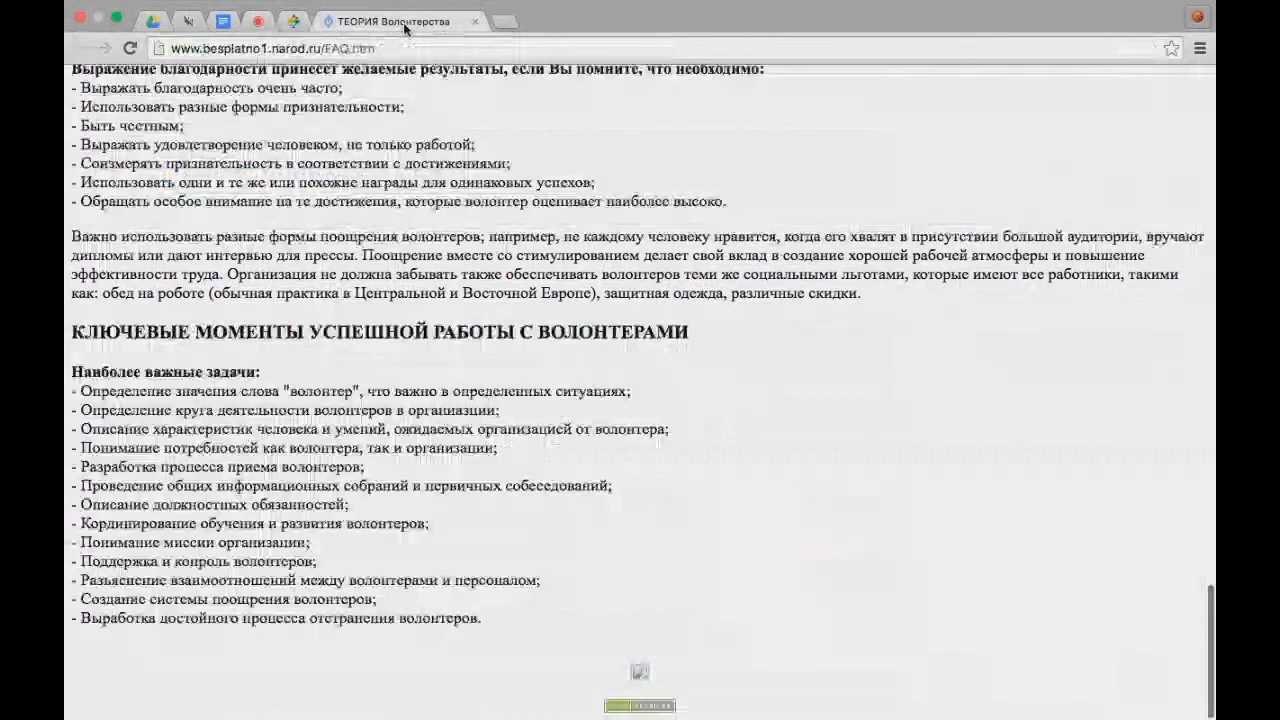 ТЕОРИЯ Волонтерства
www.besplatno1.narod.ru/FAQ.htm
Выражение благодарности принесет желаемые результаты, если Вы помните, что необходимо:
- Выражать благодарность очень часто;
- Использовать разные формы признательности;
- Быть честным;
- Выражать удовлетворение человеком, не только работой;
- Соизмерять признательность в соответствии с достижениями;
- Использовать одни и те же или похожие награды для одинаковых успехов;
- Обращать особое внимание на те достижения, которые волонтер оценивает наиболее высоко.
Важно использовать разные формы поощрения волонтеров; например, не каждому человеку нравится, когда его хвалят в присутствии большой аудитории, вручают
дипломы или дают интервью для прессы. Поощрение вместе со стимулированием делает свой вклад в создание хорошей рабочей атмосферы и повышение
эффективности труда. Организация не должна забывать также обеспечивать волонтеров теми же социальными льготами, которые имеют все работники, такими
как: обед на роботе (обычная практика в Центральной и Восточной Европе), защитная одежда, различные скидки.
КЛЮЧЕВЫЕ МОМЕНТЫ УСПЕШНОЙ РАБОТЫ С ВОЛОНТЕРАМИ
Наиболее важные задачи:
- Определение значения слова "волонтер", что важно в определенных ситуациях;
- Определение круга деятельности волонтеров в органиазции;
- Описание характеристик человека и умений, ожидаемых организацией от волонтера;
- Понимание потребностей как волонтера, так и организации;
- Разработка процесса приема волонтеров;
- Проведение общих информационных собраний и первичных собеседований;
- Описание должностных обязанностей;
- Кординирование обучения и развития волонтеров;
- Понимание миссии организации;
- Поддержка и конроль волонтеров;
- Разъяснение взаимоотношений между волонтерами и персоналом;
- Создание системы поощрения волонтеров;
- Выработка достойного процесса отстранения волонтеров.